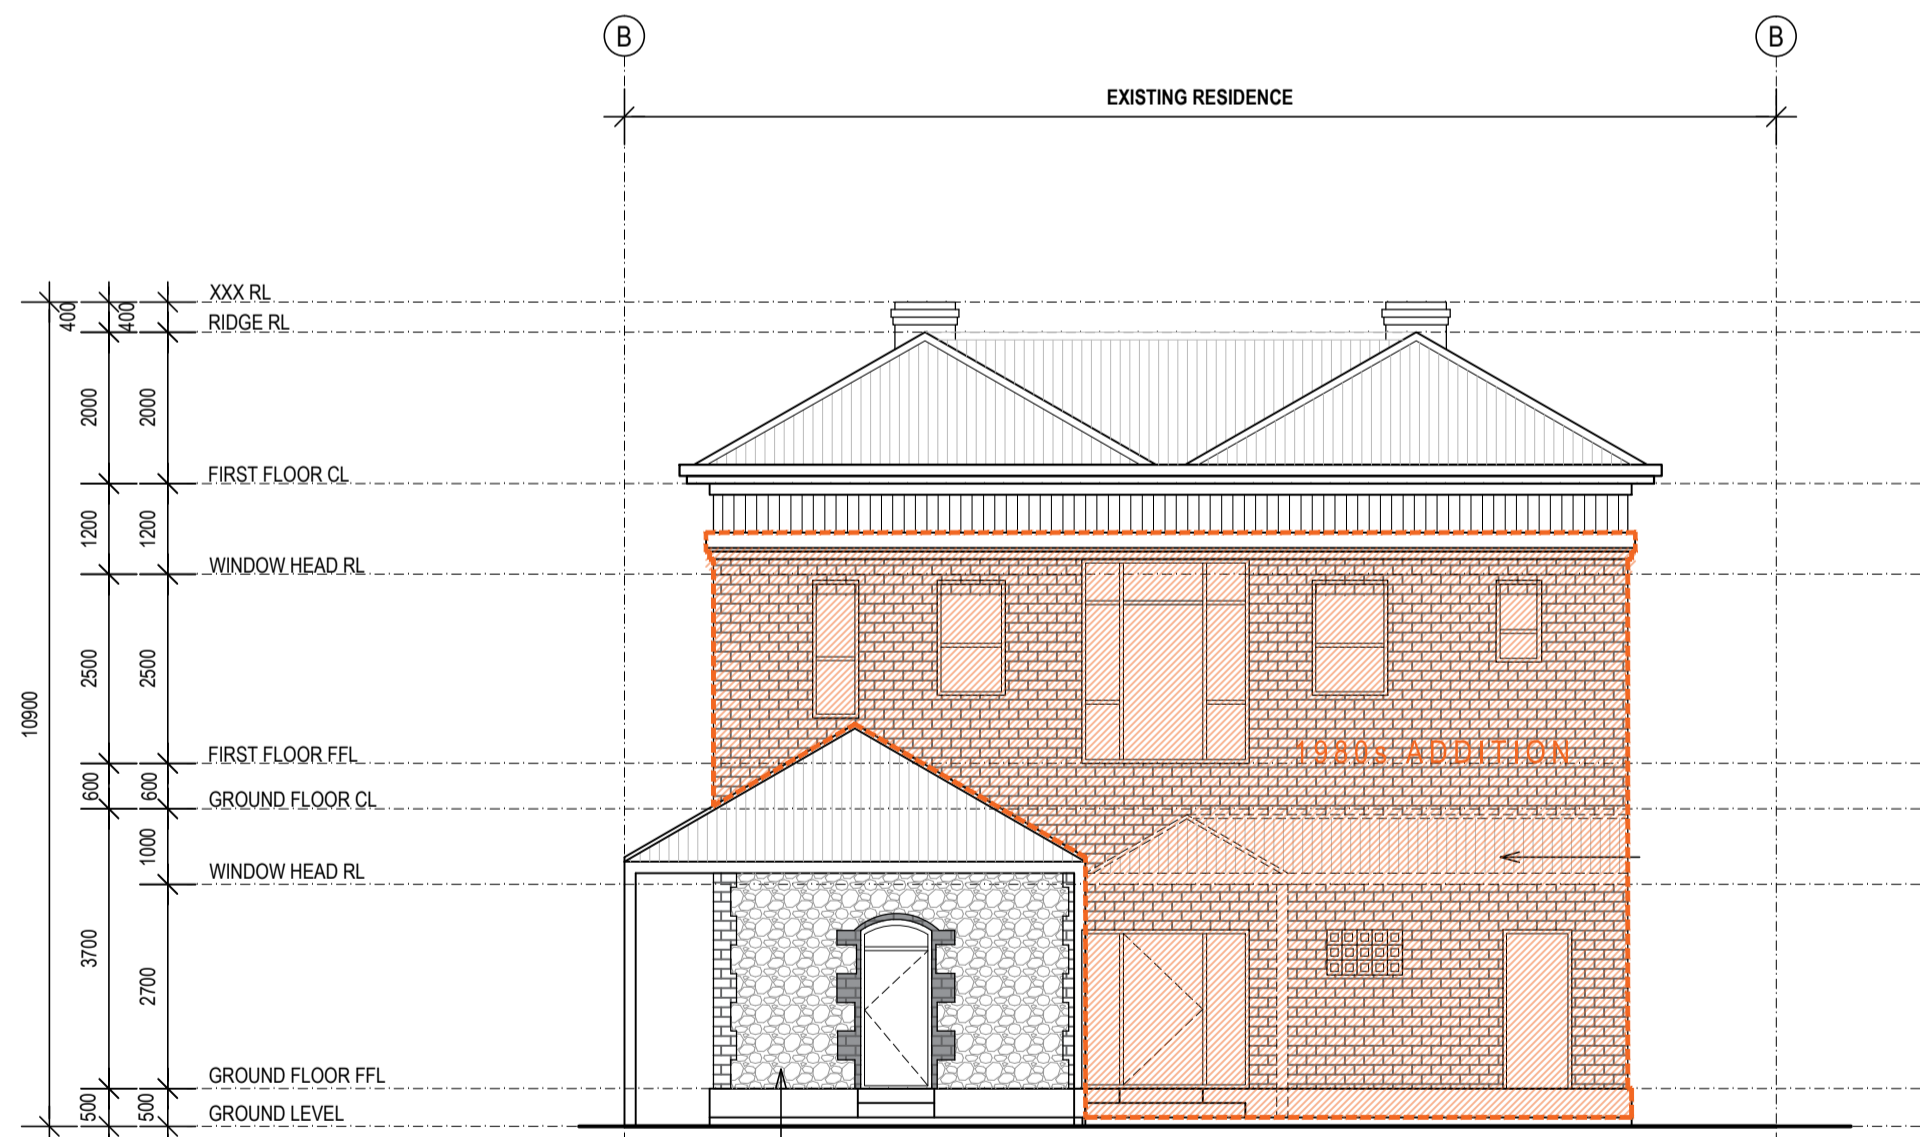 B
B
EXISTING RESIDENCE
XXX RL
400
400
RIDGE RL
2000
2000
FIRST FLOOR CL
1200
1200
WINDOW HEAD RL
2500
2500
10900
FIRST FLOOR FFL
1980s ADDITION
600
600
GROUND FLOOR CL
1000
WINDOW HEAD RL
3700
2700
GROUND FLOOR FFL
500
500
GROUND LEVEL